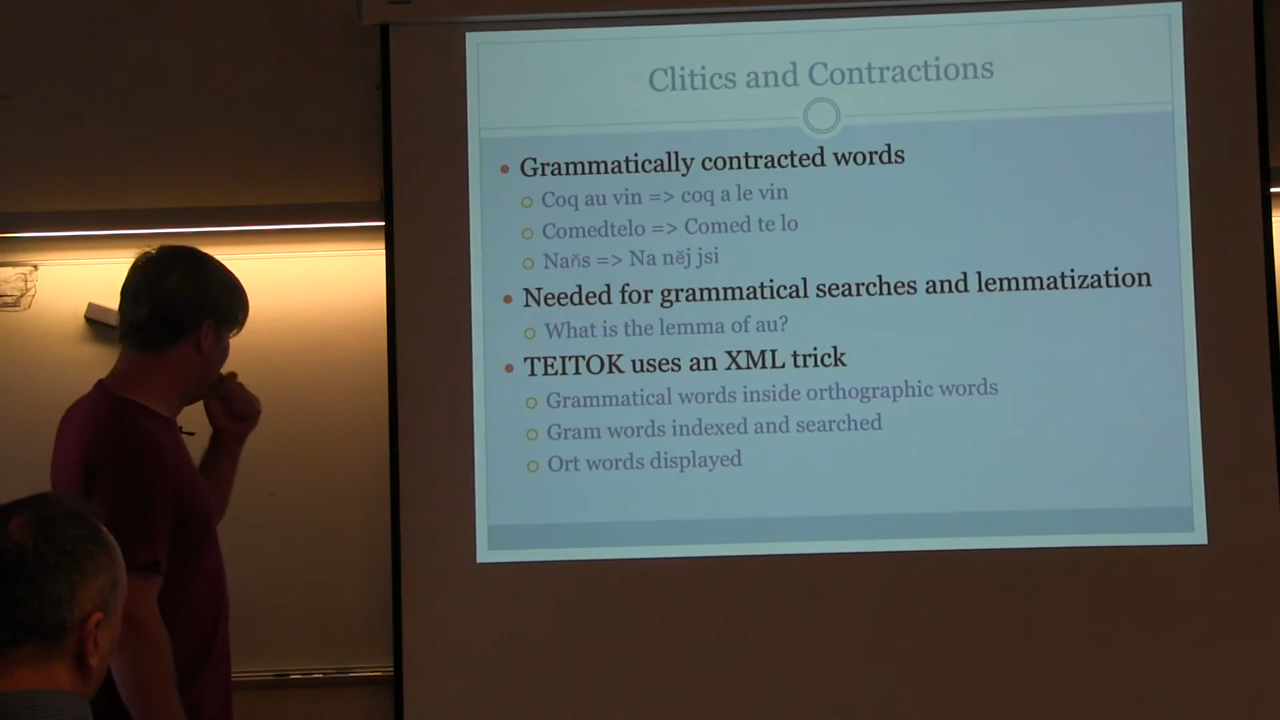 Clitics and Contractions
Grammatically contracted words
Coq au vin => coq a le vin
Comedtelo => Comed te lo
Naňs => Na něj jsi
Needed for grammatical searches and lemmatization
What is the lemma of au?
TEITOK uses an XML trick
Grammatical words inside orthographic words
Gram words indexed and searched
Ort words displayed